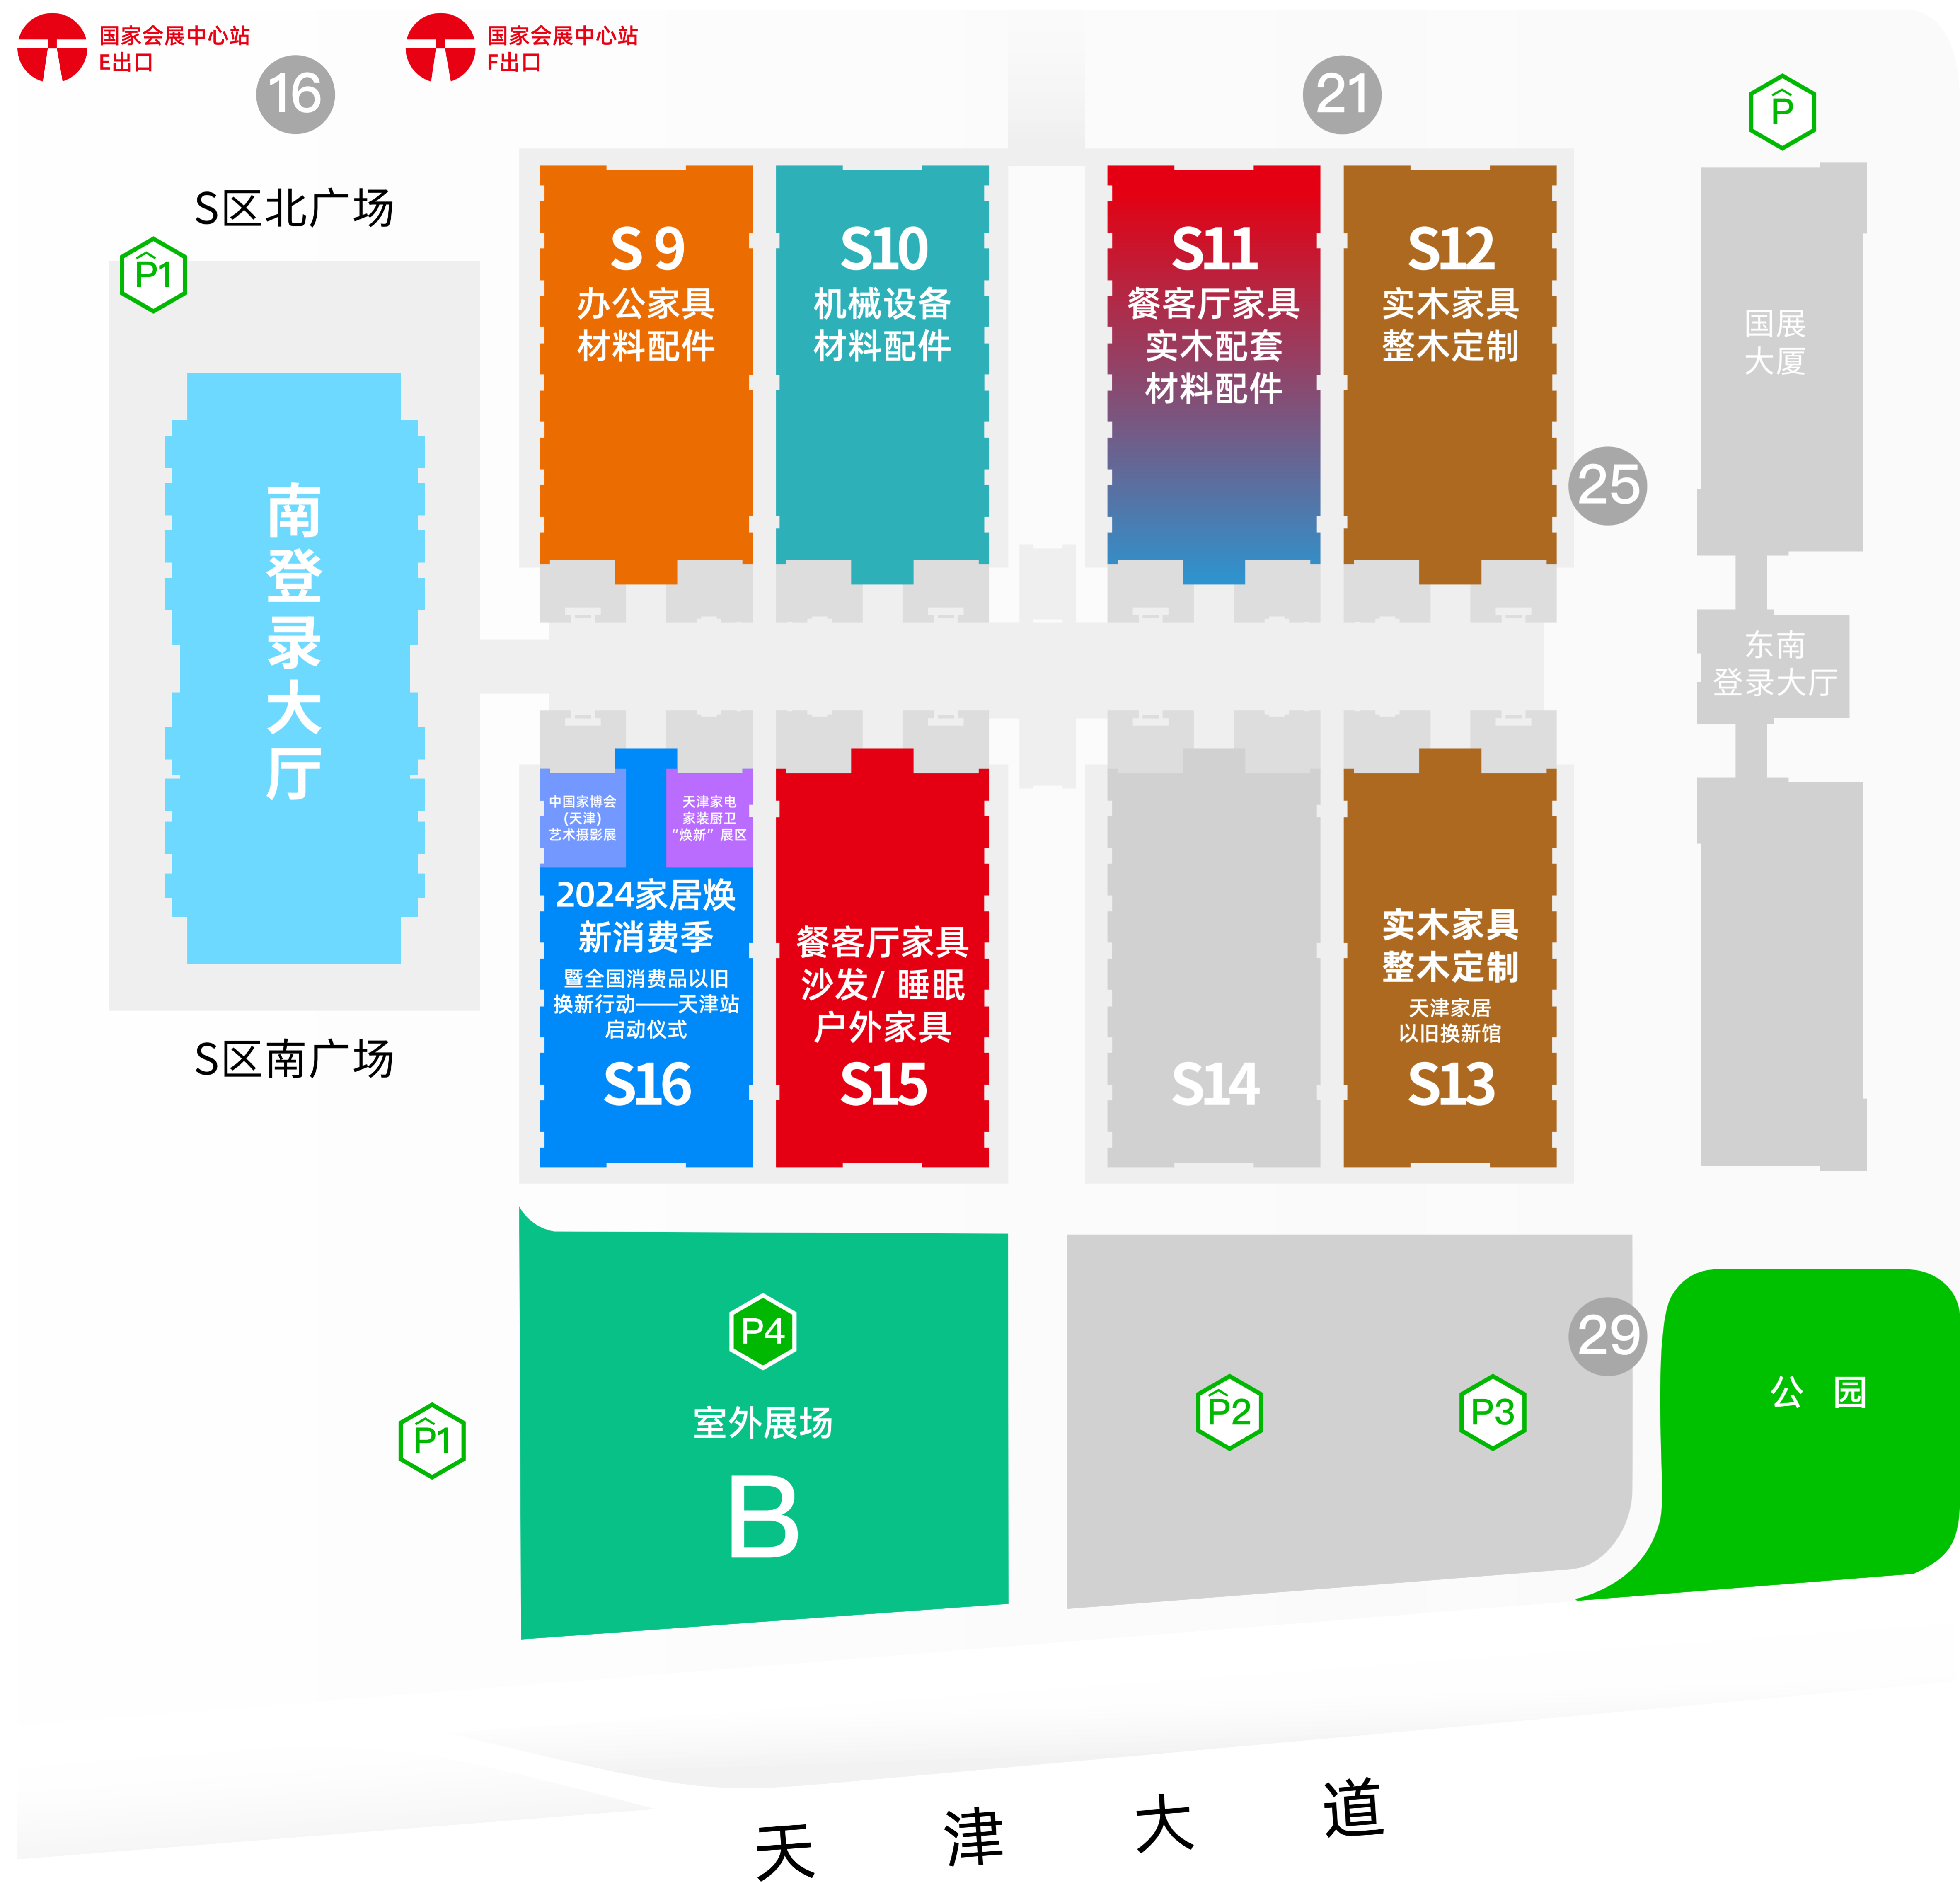 国家会展中心站
E出口
国家会展中心站
F出口
16
21
P
S区北广场
P1
S 9
办公家具
材料配件
S10
机械设备
材料配件
S11
餐客厅家具
实木配套
材料配件
S12
实木家具
整木定制
国展
大厦
25
南登录大厅
东南
登录大厅
中国家博会
(天津)
艺术摄影展
天津家电
家装厨卫
“焕新”展区
2024家居焕
新消费季
暨全国消费品以旧
换新行动——天津站
启动仪式
S16
餐客厅家具
沙发/ 睡眠
户外家具
S15
S14
实木家具
整木定制
天津家居
以旧换新馆
S13
S区南广场
P4
室外展场
B
P1
P2
P3
29
公 园
天 津 大 道